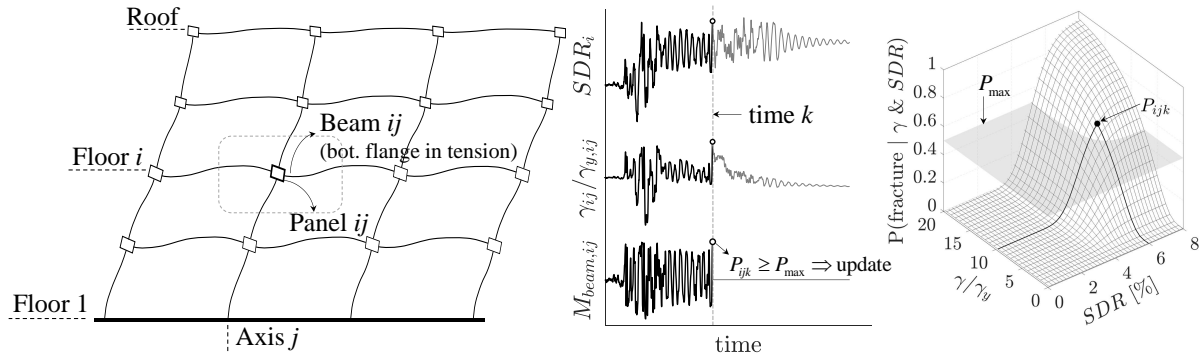 Roof
Beam ij
(bot. flange in tension)
Floor i
Panel ij
Floor 1
Axis j
SDR_i
time k
γ_ij/γ_y,ij
M_beam,ij
P_ijk ≥ P_max ⇒ update
time
P(fracture | γ & SDR)
1
0.8
0.6
0.4
0.2
0
P_max
P_ijk
20
15
10
5
0
γ/γ_y
0
2
4
6
8
SDR [%]